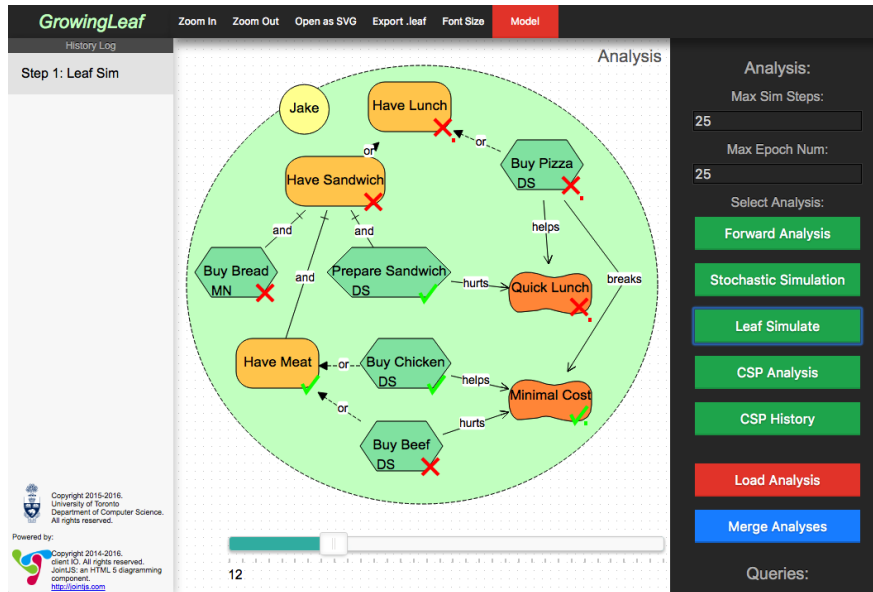 GrowingLeaf
Zoom In Zoom Out Open as SVG Export .leaf Font Size Model
History Log
Step 1: Leaf Sim
Copyright 2015-2016.
University of Toronto
Department of Computer Science.
All rights reserved.
Powered by:
Copyright 2014-2016.
client IO. All rights reserved.
JointJS: an HTML 5 diagramming
component.
http://jointjs.com
Analysis
Jake
Have Lunch
or
or
Buy Pizza
DS
Have Sandwich
and
and
and
helps
breaks
Buy Bread
MN
Prepare Sandwich
DS
hurts
Quick Lunch
Have Meat
or
Buy Chicken
DS
helps
Minimal Cost
or
hurts
Buy Beef
DS
12
Analysis:
Max Sim Steps:
25
Max Epoch Num:
25
Select Analysis:
Forward Analysis
Stochastic Simulation
Leaf Simulate
CSP Analysis
CSP History
Load Analysis
Merge Analyses
Queries: